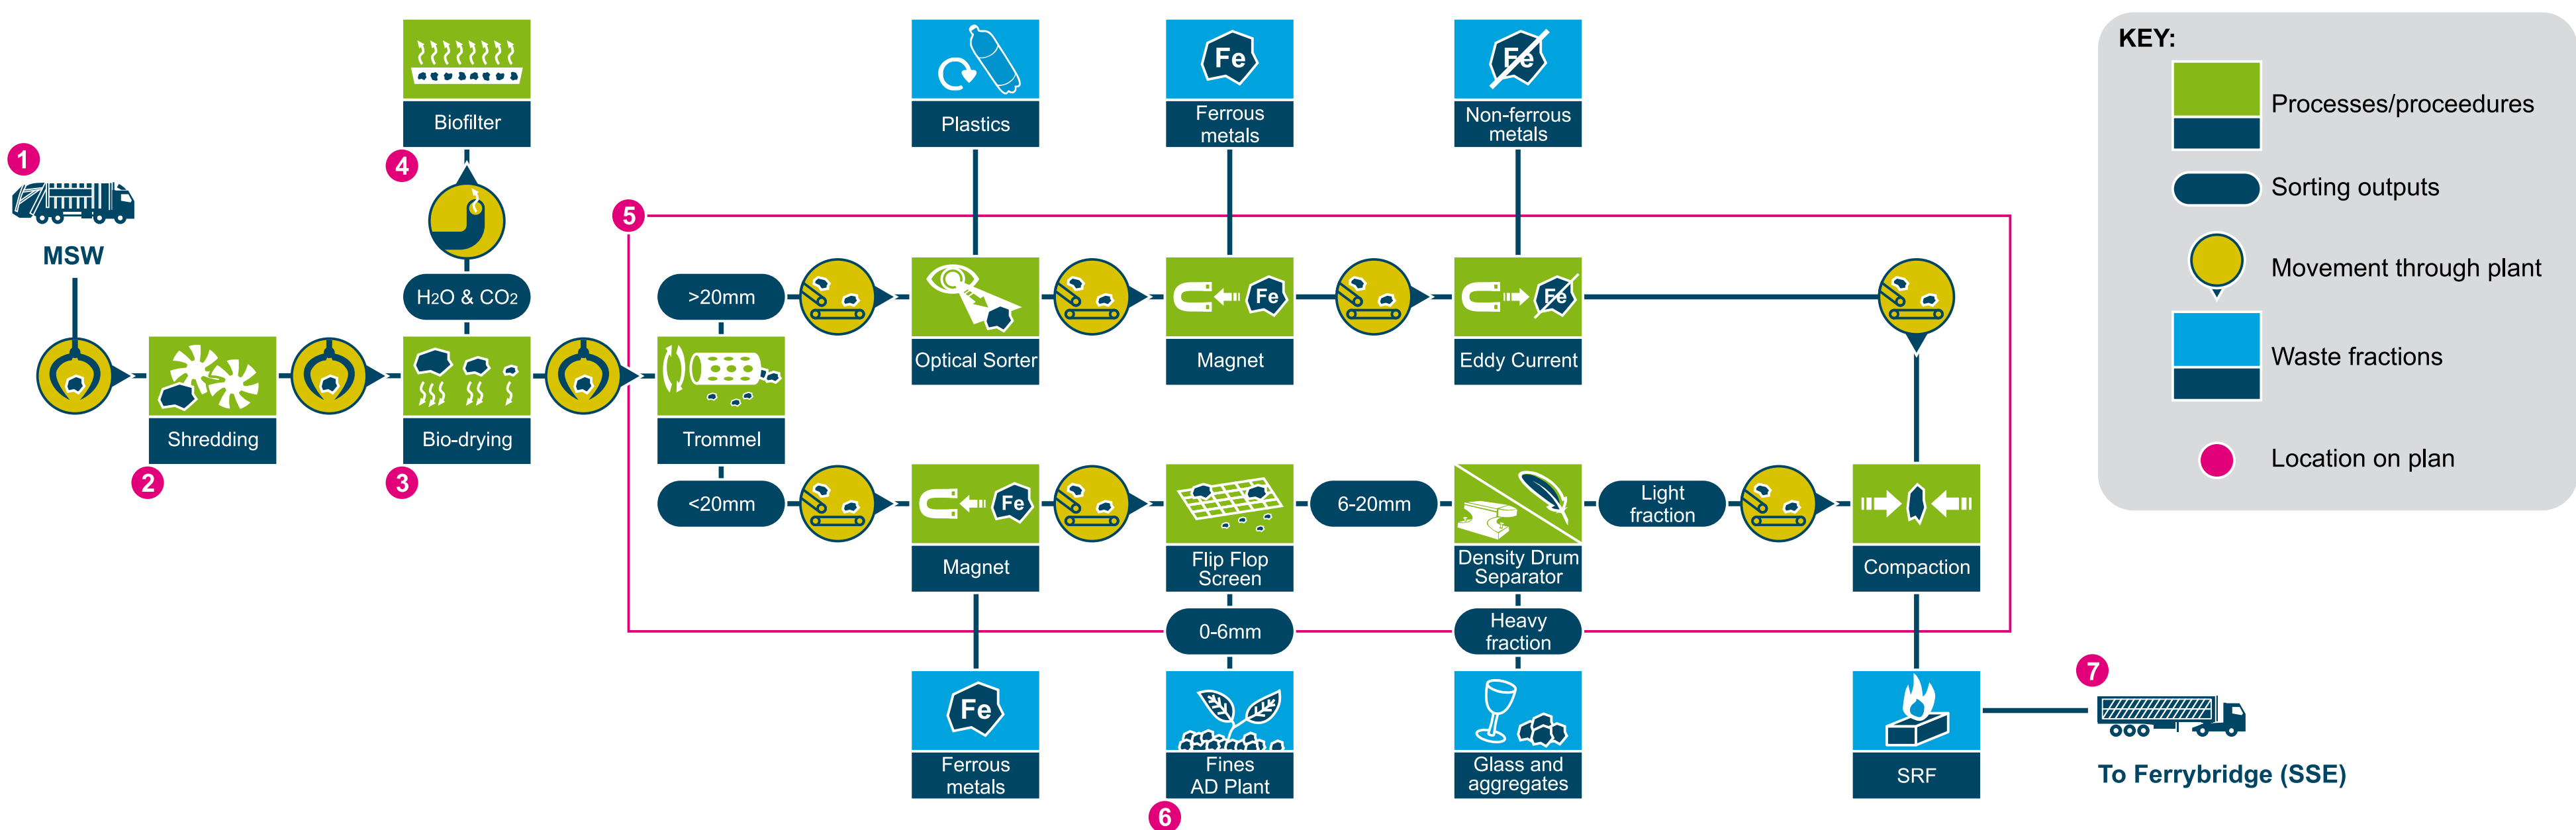 1
MSW
Biofilter
4
H2O & CO2
Shredding
2
Bio-drying
3
5
Plastics
Ferrous
metals
Non-ferrous
metals
Fe
Fe
>20mm
Trommel
<20mm
Optical Sorter
Fe
Magnet
Fe
Eddy Current
Fe
Magnet
Flip Flop
Screen
6-20mm
Density Drum
Separator
Light
fraction
Compaction
0-6mm
Heavy
fraction
Fe
Ferrous
metals
Fines
AD Plant
6
Glass and
aggregates
SRF
7
To Ferrybridge (SSE)
KEY:
Processes/proceedures
Sorting outputs
Movement through plant
Waste fractions
Location on plan